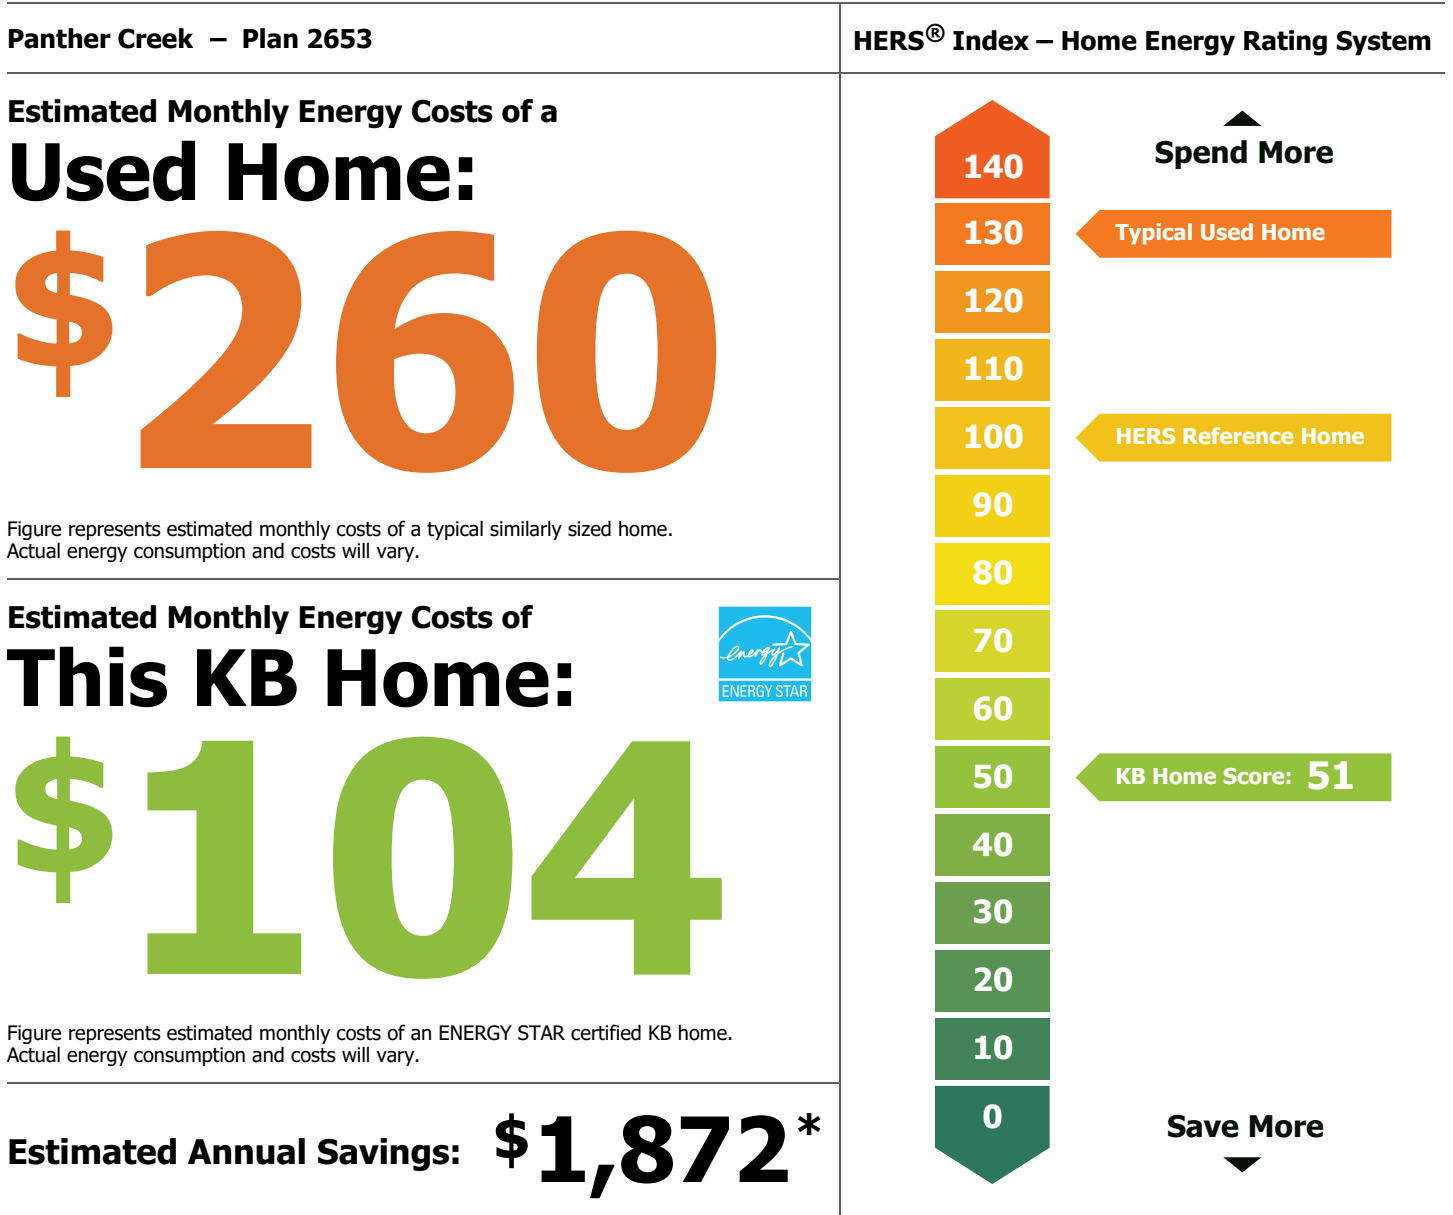 Panther Creek – Plan 2653
Estimated Monthly Energy Costs of a
Used Home:
$260
Figure represents estimated monthly costs of a typical similarly sized home.
Actual energy consumption and costs will vary.
Estimated Monthly Energy Costs of
This KB Home:
energy
ENERGY STAR
$104
Figure represents estimated monthly costs of an ENERGY STAR certified KB home.
Actual energy consumption and costs will vary.
Estimated Annual Savings: $1,872*
HERS® Index – Home Energy Rating System
Spend More
140
130 Typical Used Home
120
110
100 HERS Reference Home
90
80
70
60
50 KB Home Score: 51
40
30
20
10
0
Save More